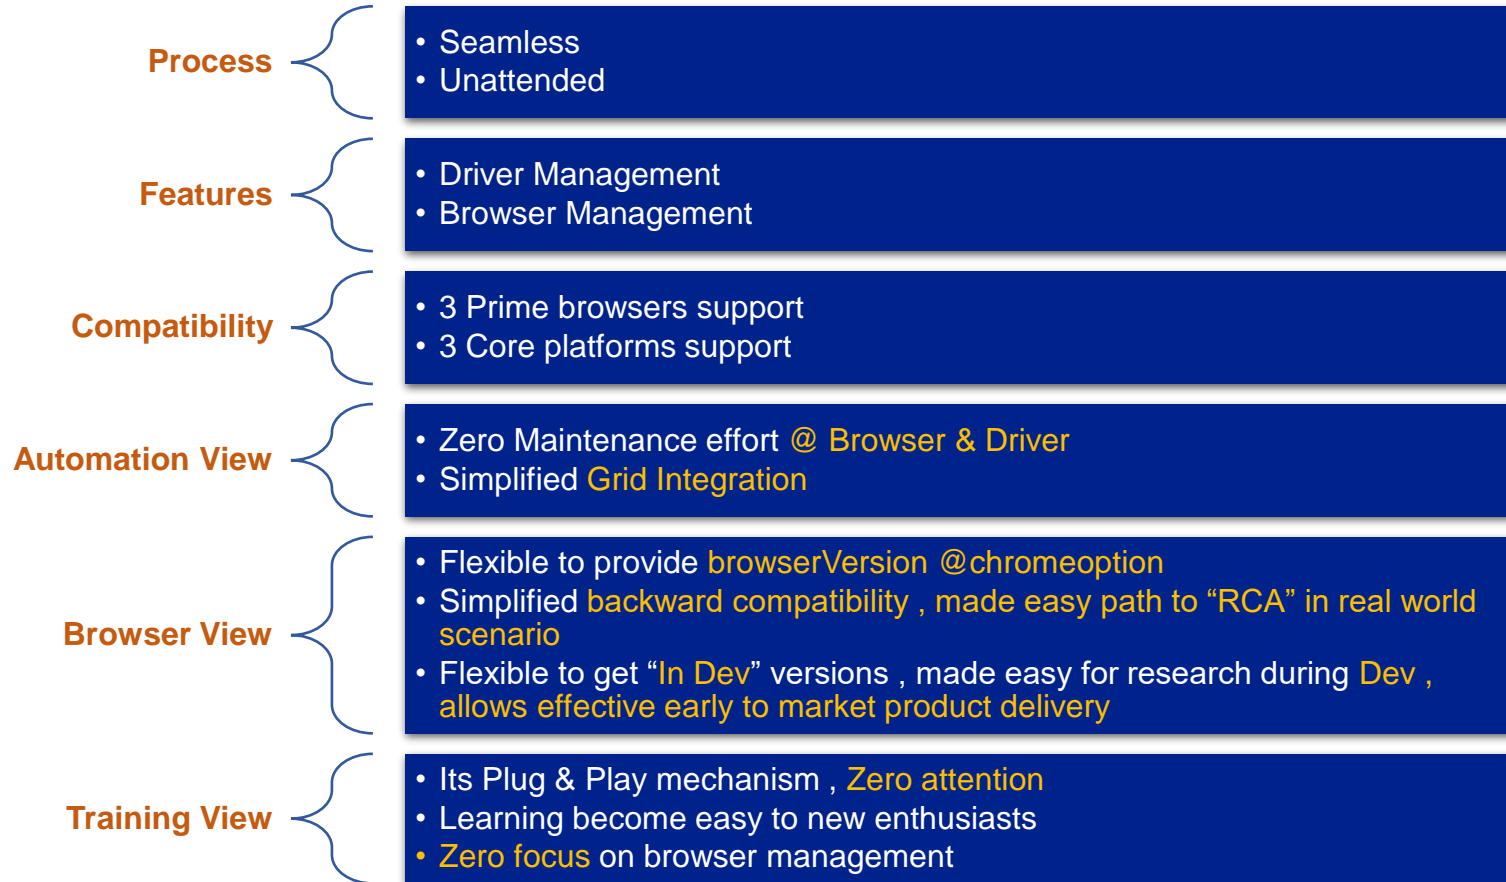 Process
• Seamless
• Unattended
Features
• Driver Management
• Browser Management
Compatibility
• 3 Prime browsers support
• 3 Core platforms support
Automation View
• Zero Maintenance effort @ Browser & Driver
• Simplified Grid Integration
Browser View
• Flexible to provide browserVersion @chromeoption
• Simplified backward compatibility , made easy path to “RCA” in real world
scenario
• Flexible to get “In Dev” versions , made easy for research during Dev ,
allows effective early to market product delivery
Training View
• Its Plug & Play mechanism , Zero attention
• Learning become easy to new enthusiasts
• Zero focus on browser management